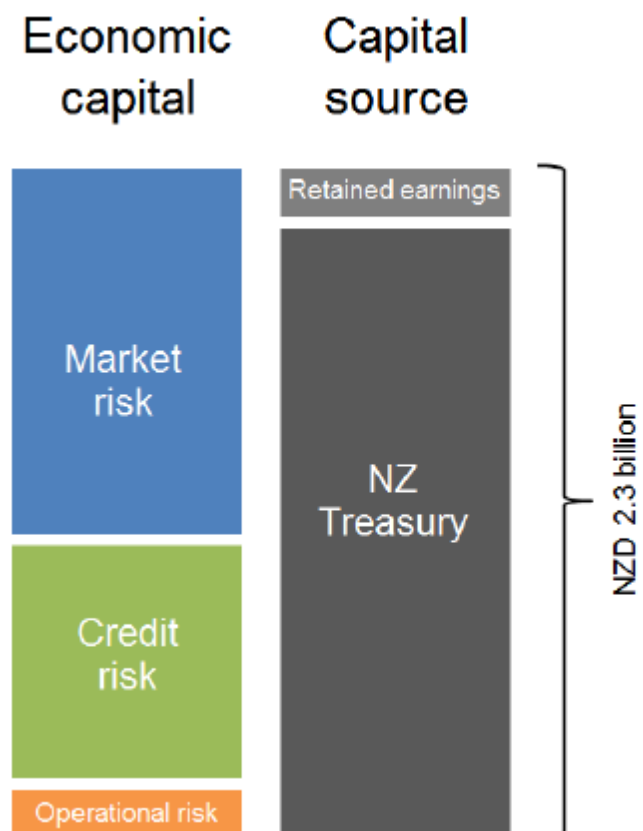 Economic
capital
Capital
source
Retained earnings
Market
risk
NZ
Treasury
NZD 2.3 billion
Credit
risk
Operational risk